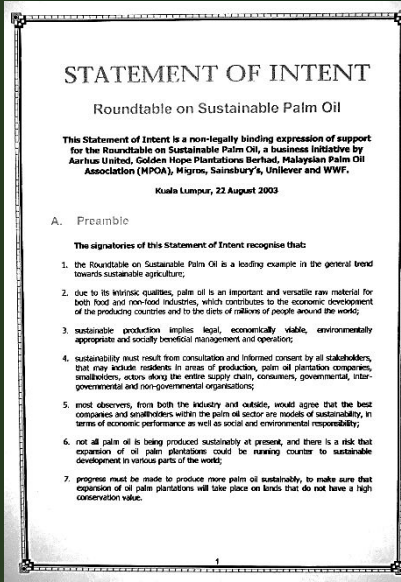 STATEMENT OF INTENT
Roundtable on Sustainable Palm Oil
This Statement of Intent is a non-legally binding expression of support
for the Roundtable on Sustainable Palm Oil, a business initiative by
Aarhus United, Golden Hope Plantations Berhad, Malaysian Palm Oil
Association (MPOA), Migros, Sainsbury's, Unilever and WWF.
Kuala Lumpur, 22 August 2003
A. Preamble
The signatories of this Statement of Intent recognise that:
1. the Roundtable on Sustainable Palm Oil is a leading example in the general trend
towards sustainable agriculture;
2. due to its intrinsic qualities, palm oil is an important and versatile raw material for
both food and non-food industries, which contributes to the economic development
of the producing countries and to the diets of millions of people around the world;
3. sustainable production implies legal, economically viable, environmentally
appropriate and socially beneficial management and operation;
4. sustainability must result from consultation and informed consent by all stakeholders,
that may include residents in areas of production, palm oil plantation companies,
smallholders, actors along the entire supply chain, consumers, governmental, inter-
governmental and non-governmental organisations;
5. most observers, from both the industry and outside, would agree that the best
companies and smallholders within the palm oil sector are models of sustainability, in
terms of economic performance as well as social and environmental responsibility;
6. not all palm oil is being produced sustainably at present, and there is a risk that
expansion of oil palm plantations could be running counter to sustainable
development in various parts of the world;
7. progress must be made to produce more palm oil sustainably, to make sure that
expansion of oil palm plantations will take place on lands that do not have a high
conservation value.
1